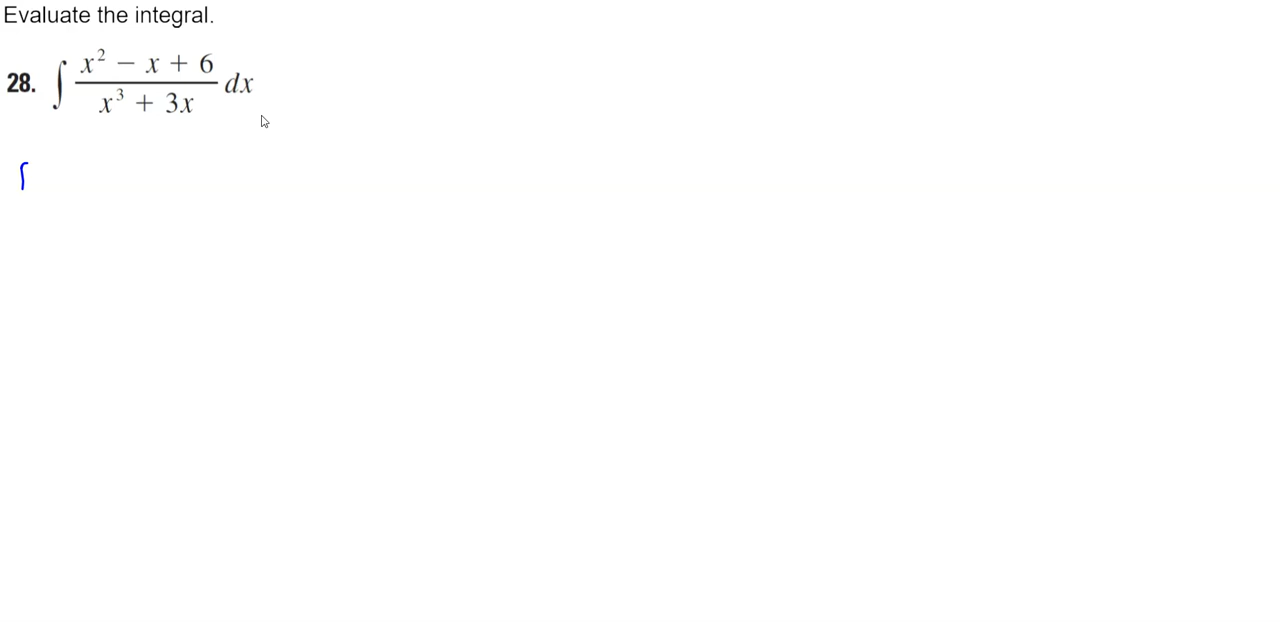 Evaluate the integral.
28. ∫ (x² − x + 6)/(x³ + 3x) dx
∫